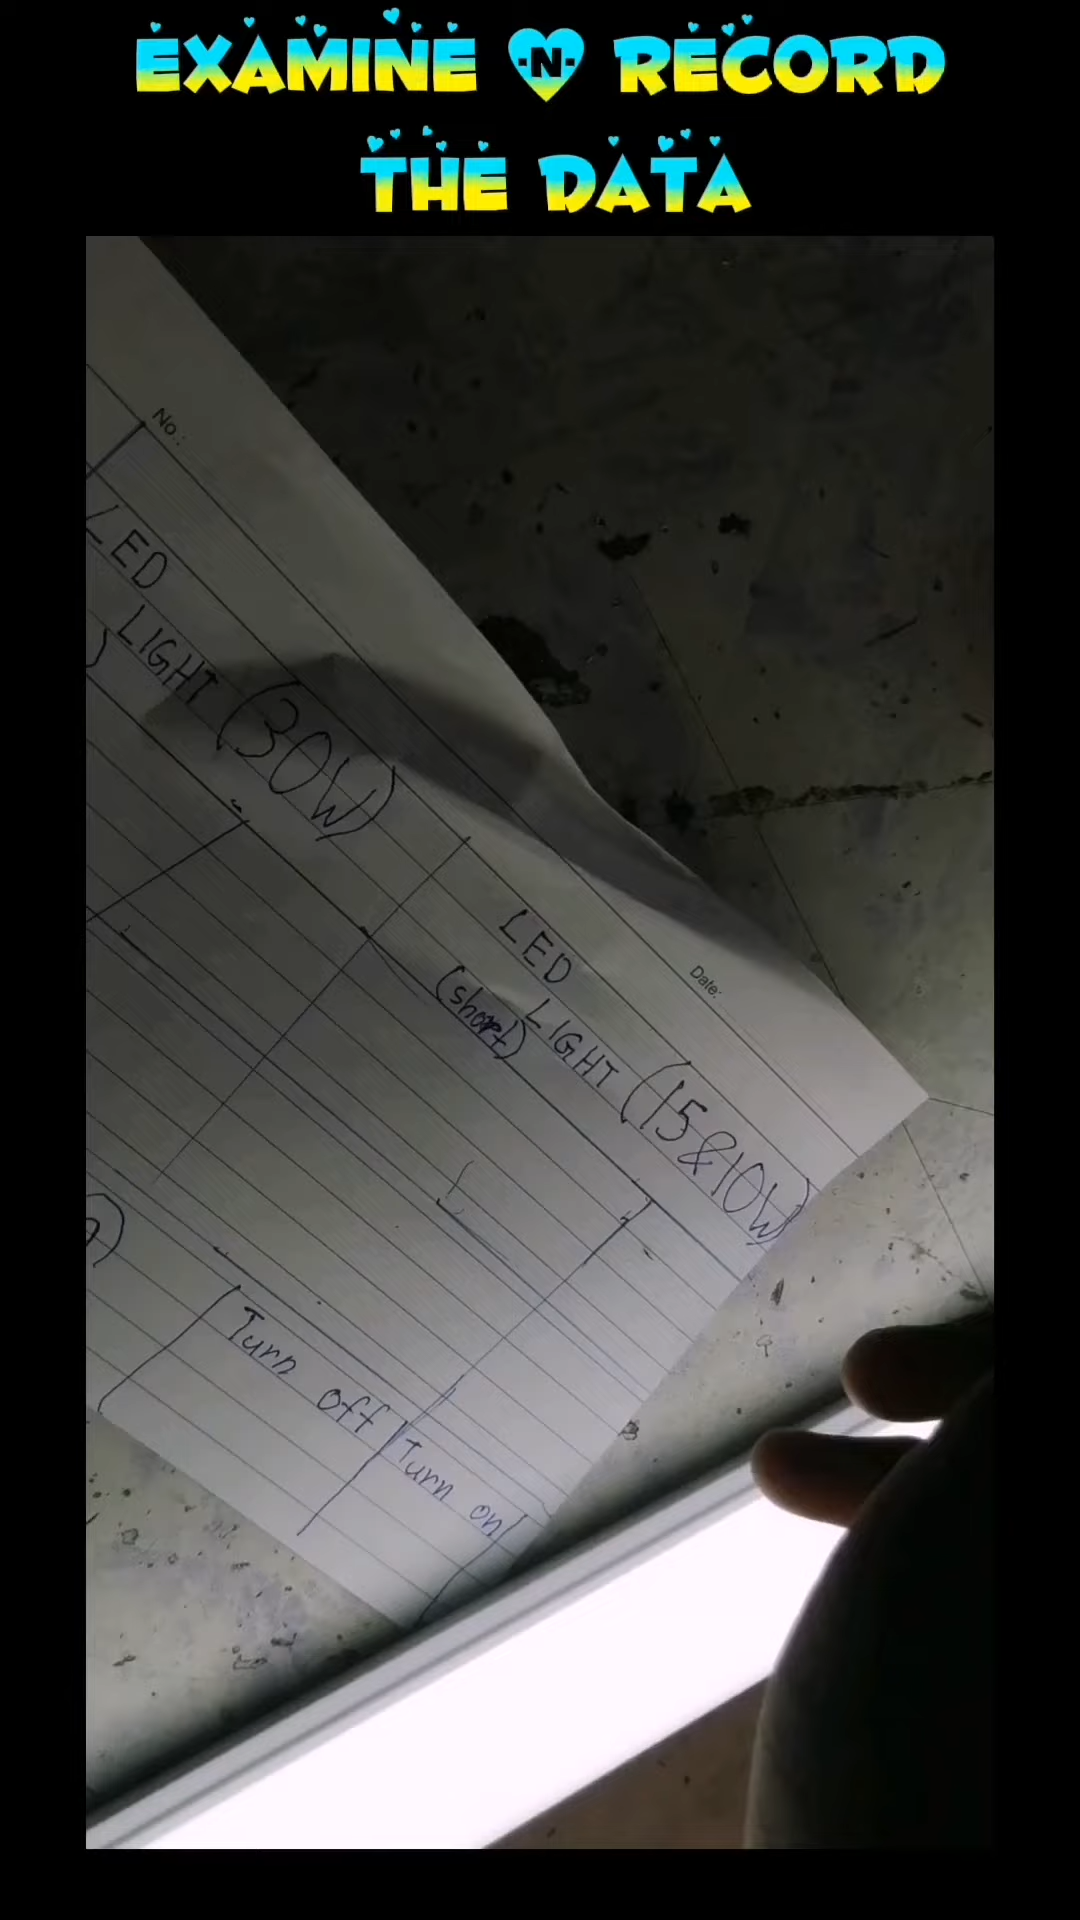 EXAMINE -N- RECORD
THE DATA
No.:
LED
LIGHT (30W)
LED
LIGHT (15&10W)
(short)
Date:
Turn off
Turn on